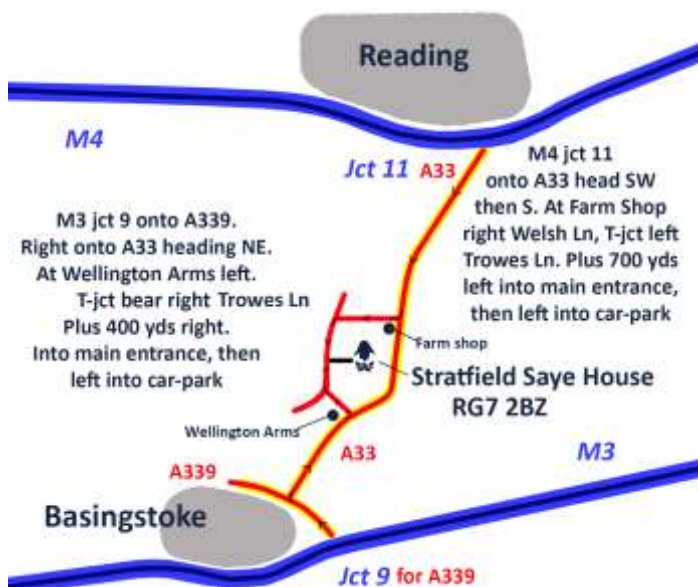 Reading
M4
Jct 11
A33
M4 jct 11
onto A33 head SW
then S. At Farm Shop
right Welsh Ln, T-jct left
Trowes Ln. Plus 700 yds
left into main entrance,
then left into car-park
M3 jct 9 onto A339.
Right onto A33 heading NE.
At Wellington Arms left.
T-jct bear right Trowes Ln
Plus 400 yds right.
Into main entrance, then
left into car-park
Farm shop
Stratfield Saye House
RG7 2BZ
Wellington Arms
A33
M3
A339
Basingstoke
Jct 9 for A339